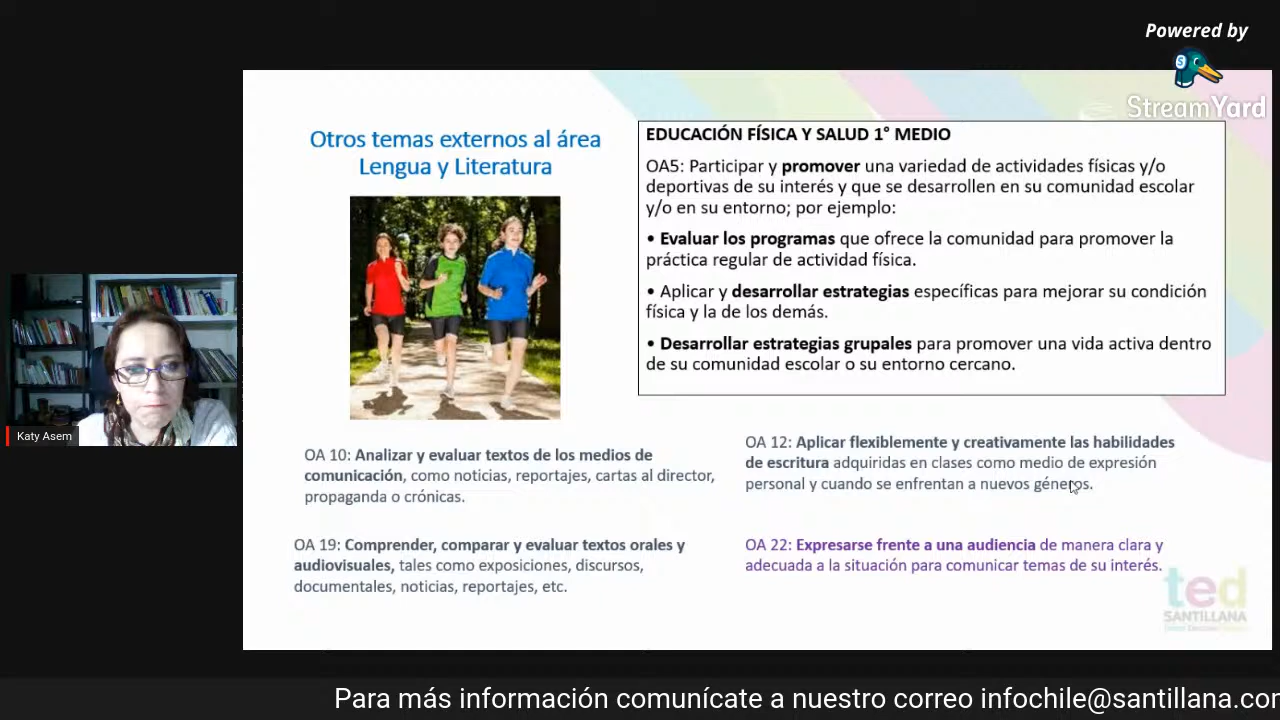 Powered by
StreamYard
Otros temas externos al área
Lengua y Literatura
EDUCACIÓN FÍSICA Y SALUD 1° MEDIO
OA5: Participar y promover una variedad de actividades físicas y/o
deportivas de su interés y que se desarrollen en su comunidad escolar
y/o en su entorno; por ejemplo:
• Evaluar los programas que ofrece la comunidad para promover la
práctica regular de actividad física.
• Aplicar y desarrollar estrategias específicas para mejorar su condición
física y la de los demás.
• Desarrollar estrategias grupales para promover una vida activa dentro
de su comunidad escolar o su entorno cercano.
Katy Asem
OA 10: Analizar y evaluar textos de los medios de
comunicación, como noticias, reportajes, cartas al director,
propaganda o crónicas.
OA 12: Aplicar flexiblemente y creativamente las habilidades
de escritura adquiridas en clases como medio de expresión
personal y cuando se enfrentan a nuevos géneros.
OA 19: Comprender, comparar y evaluar textos orales y
audiovisuales, tales como exposiciones, discursos,
documentales, noticias, reportajes, etc.
OA 22: Expresarse frente a una audiencia de manera clara y
adecuada a la situación para comunicar temas de su interés.
ted
SANTILLANA
Para más información comunícate a nuestro correo infochile@santillana.com